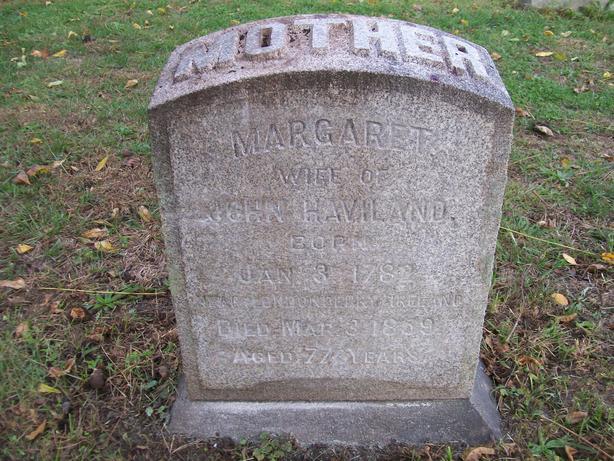 MOTHER
MARGARET
WIFE OF
JOHN HAVILAND,
BORN
JAN. 3, 1782
NEAR LONDONDERRY IRELAND
DIED MAR. 3, 1859
AGED 77 YEARS.